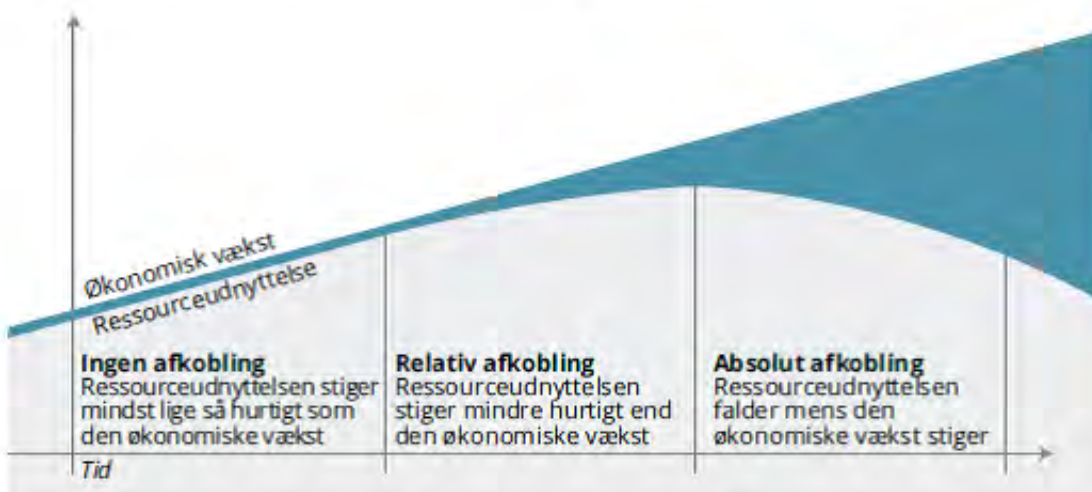 Økonomisk vækst
Ressourceudnyttelse
Ingen afkobling
Ressourceudnyttelsen stiger
mindst lige så hurtigt som
den økonomiske vækst
Relativ afkobling
Ressourceudnyttelsen
stiger mindre hurtigt end
den økonomiske vækst
Absolut afkobling
Ressourceudnyttelsen
falder mens den
økonomiske vækst stiger
Tid